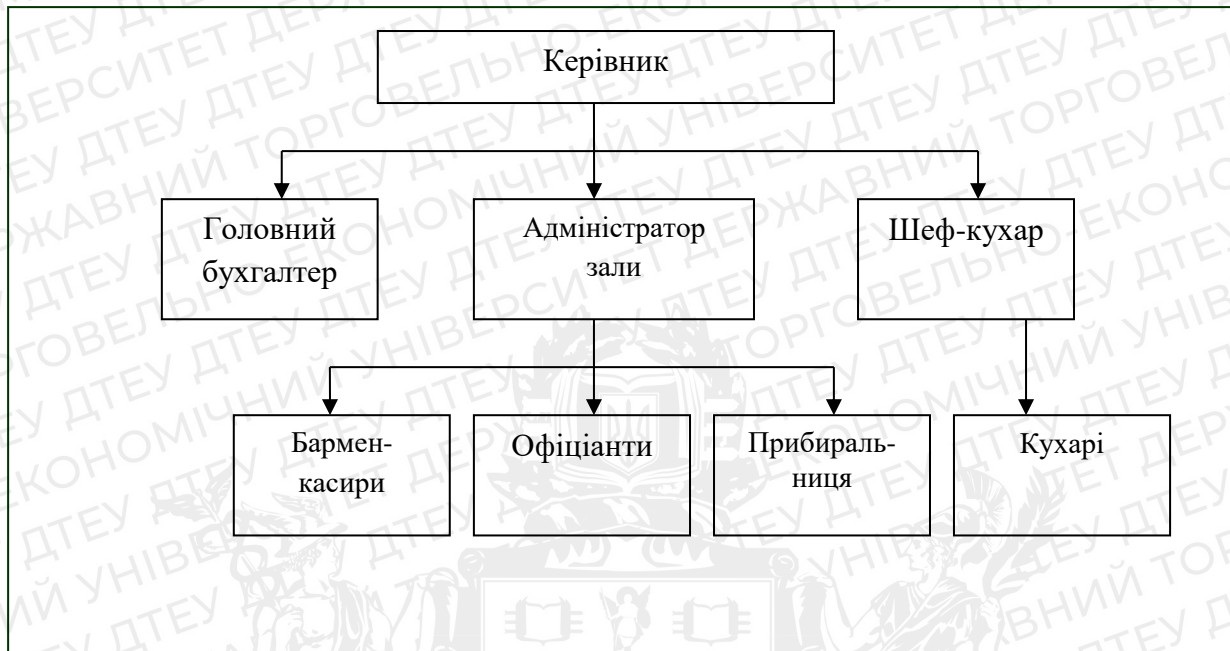 Керівник
Головний
бухгалтер
Адміністратор
зали
Шеф-кухар
Бармен-
касири
Офіціанти
Прибираль-
ниця
Кухарі